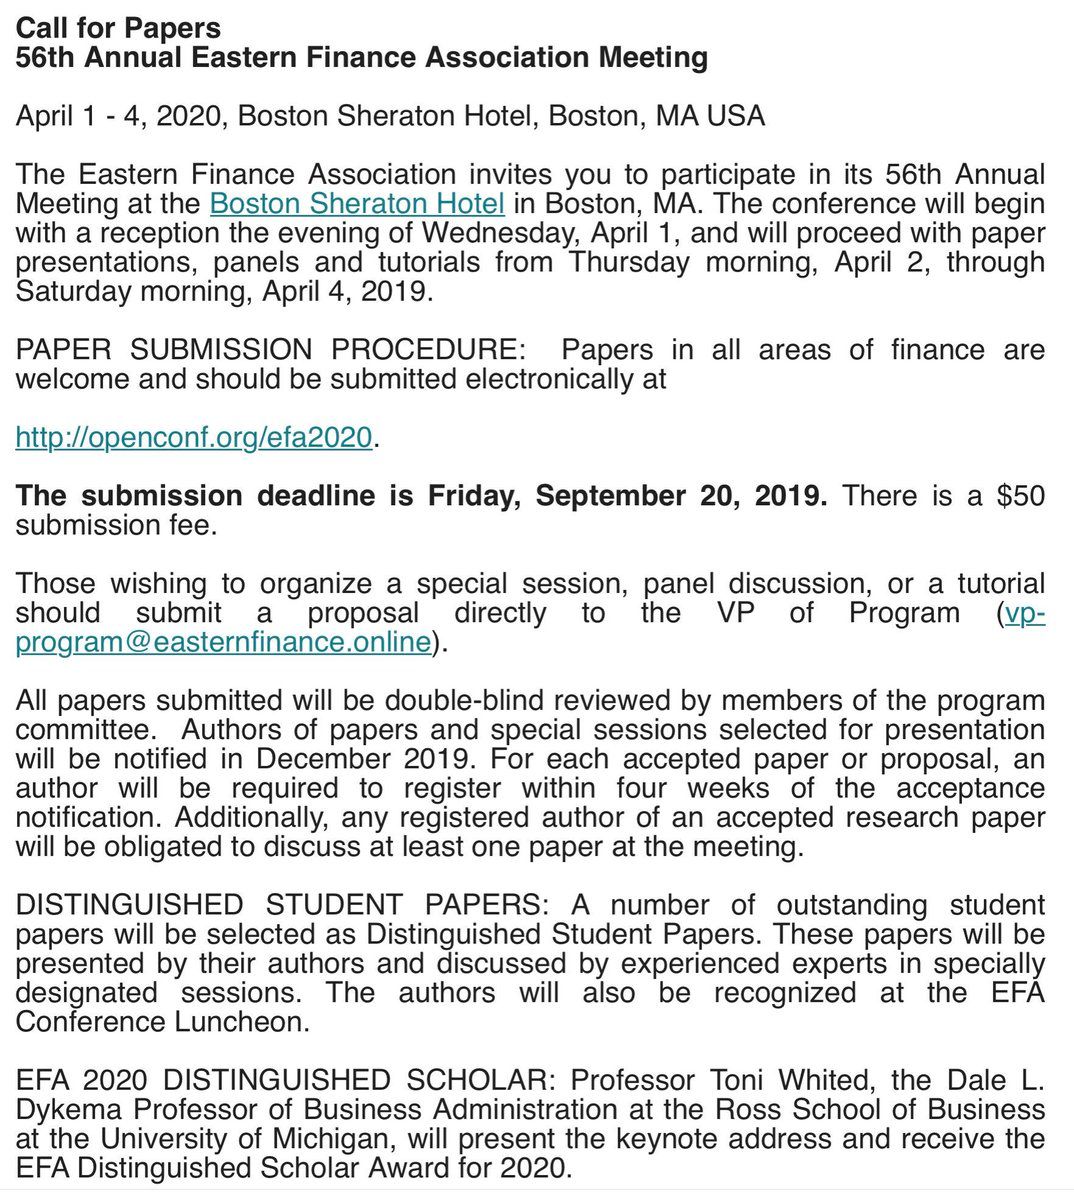 Call for Papers
56th Annual Eastern Finance Association Meeting
April 1 - 4, 2020, Boston Sheraton Hotel, Boston, MA USA
The Eastern Finance Association invites you to participate in its 56th Annual
Meeting at the Boston Sheraton Hotel in Boston, MA. The conference will begin
with a reception the evening of Wednesday, April 1, and will proceed with paper
presentations, panels and tutorials from Thursday morning, April 2, through
Saturday morning, April 4, 2019.
PAPER SUBMISSION PROCEDURE: Papers in all areas of finance are
welcome and should be submitted electronically at
http://openconf.org/efa2020.
The submission deadline is Friday, September 20, 2019. There is a $50
submission fee.
Those wishing to organize a special session, panel discussion, or a tutorial
should submit a proposal directly to the VP of Program (vp-
program@easternfinance.online).
All papers submitted will be double-blind reviewed by members of the program
committee. Authors of papers and special sessions selected for presentation
will be notified in December 2019. For each accepted paper or proposal, an
author will be required to register within four weeks of the acceptance
notification. Additionally, any registered author of an accepted research paper
will be obligated to discuss at least one paper at the meeting.
DISTINGUISHED STUDENT PAPERS: A number of outstanding student
papers will be selected as Distinguished Student Papers. These papers will be
presented by their authors and discussed by experienced experts in specially
designated sessions. The authors will also be recognized at the EFA
Conference Luncheon.
EFA 2020 DISTINGUISHED SCHOLAR: Professor Toni Whited, the Dale L.
Dykema Professor of Business Administration at the Ross School of Business
at the University of Michigan, will present the keynote address and receive the
EFA Distinguished Scholar Award for 2020.